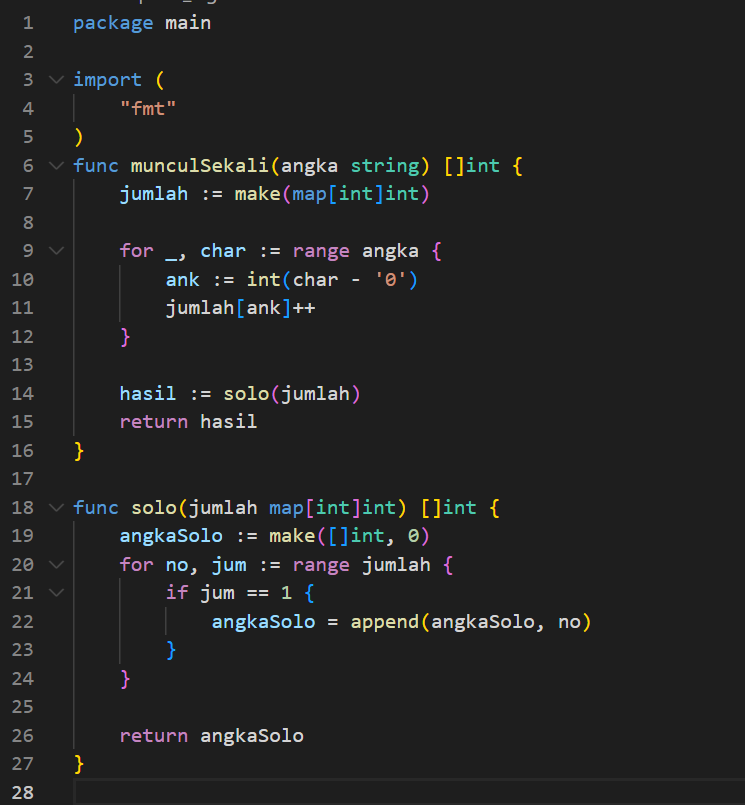 1 package main
2
3 import (
4     "fmt"
5 )
6 func munculSekali(angka string) []int {
7     jumlah := make(map[int]int)
8
9     for _, char := range angka {
10         ank := int(char - '0')
11         jumlah[ank]++
12     }
13
14     hasil := solo(jumlah)
15     return hasil
16 }
17
18 func solo(jumlah map[int]int) []int {
19     angkaSolo := make([]int, 0)
20     for no, jum := range jumlah {
21         if jum == 1 {
22             angkaSolo = append(angkaSolo, no)
23         }
24     }
25
26     return angkaSolo
27 }
28